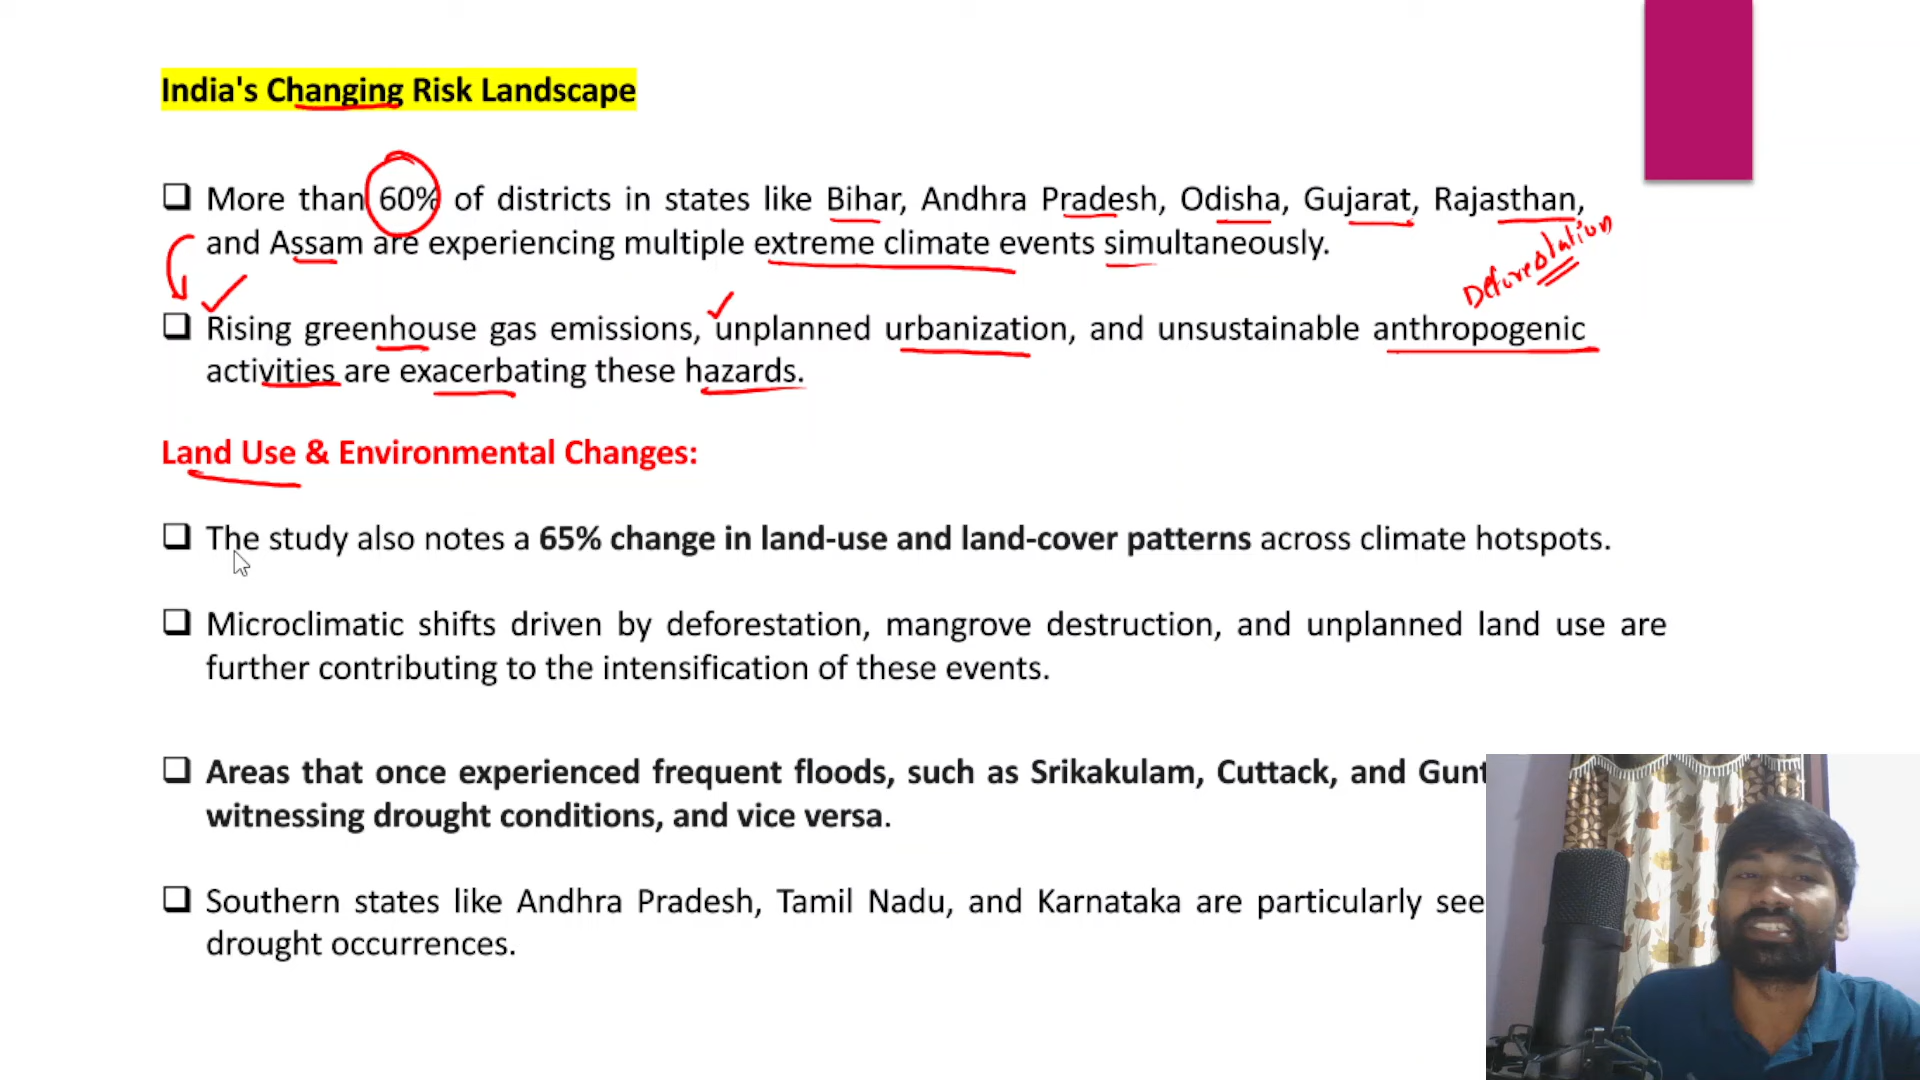 India's Changing Risk Landscape
❑ More than 60% of districts in states like Bihar, Andhra Pradesh, Odisha, Gujarat, Rajasthan,
and Assam are experiencing multiple extreme climate events simultaneously.
Deforestation
❑ Rising greenhouse gas emissions, unplanned urbanization, and unsustainable anthropogenic
activities are exacerbating these hazards.
Land Use & Environmental Changes:
❑ The study also notes a 65% change in land-use and land-cover patterns across climate hotspots.
❑ Microclimatic shifts driven by deforestation, mangrove destruction, and unplanned land use are
further contributing to the intensification of these events.
❑ Areas that once experienced frequent floods, such as Srikakulam, Cuttack, and
witnessing drought conditions, and vice versa.
❑ Southern states like Andhra Pradesh, Tamil Nadu, and Karnataka are particularly
drought occurrences.